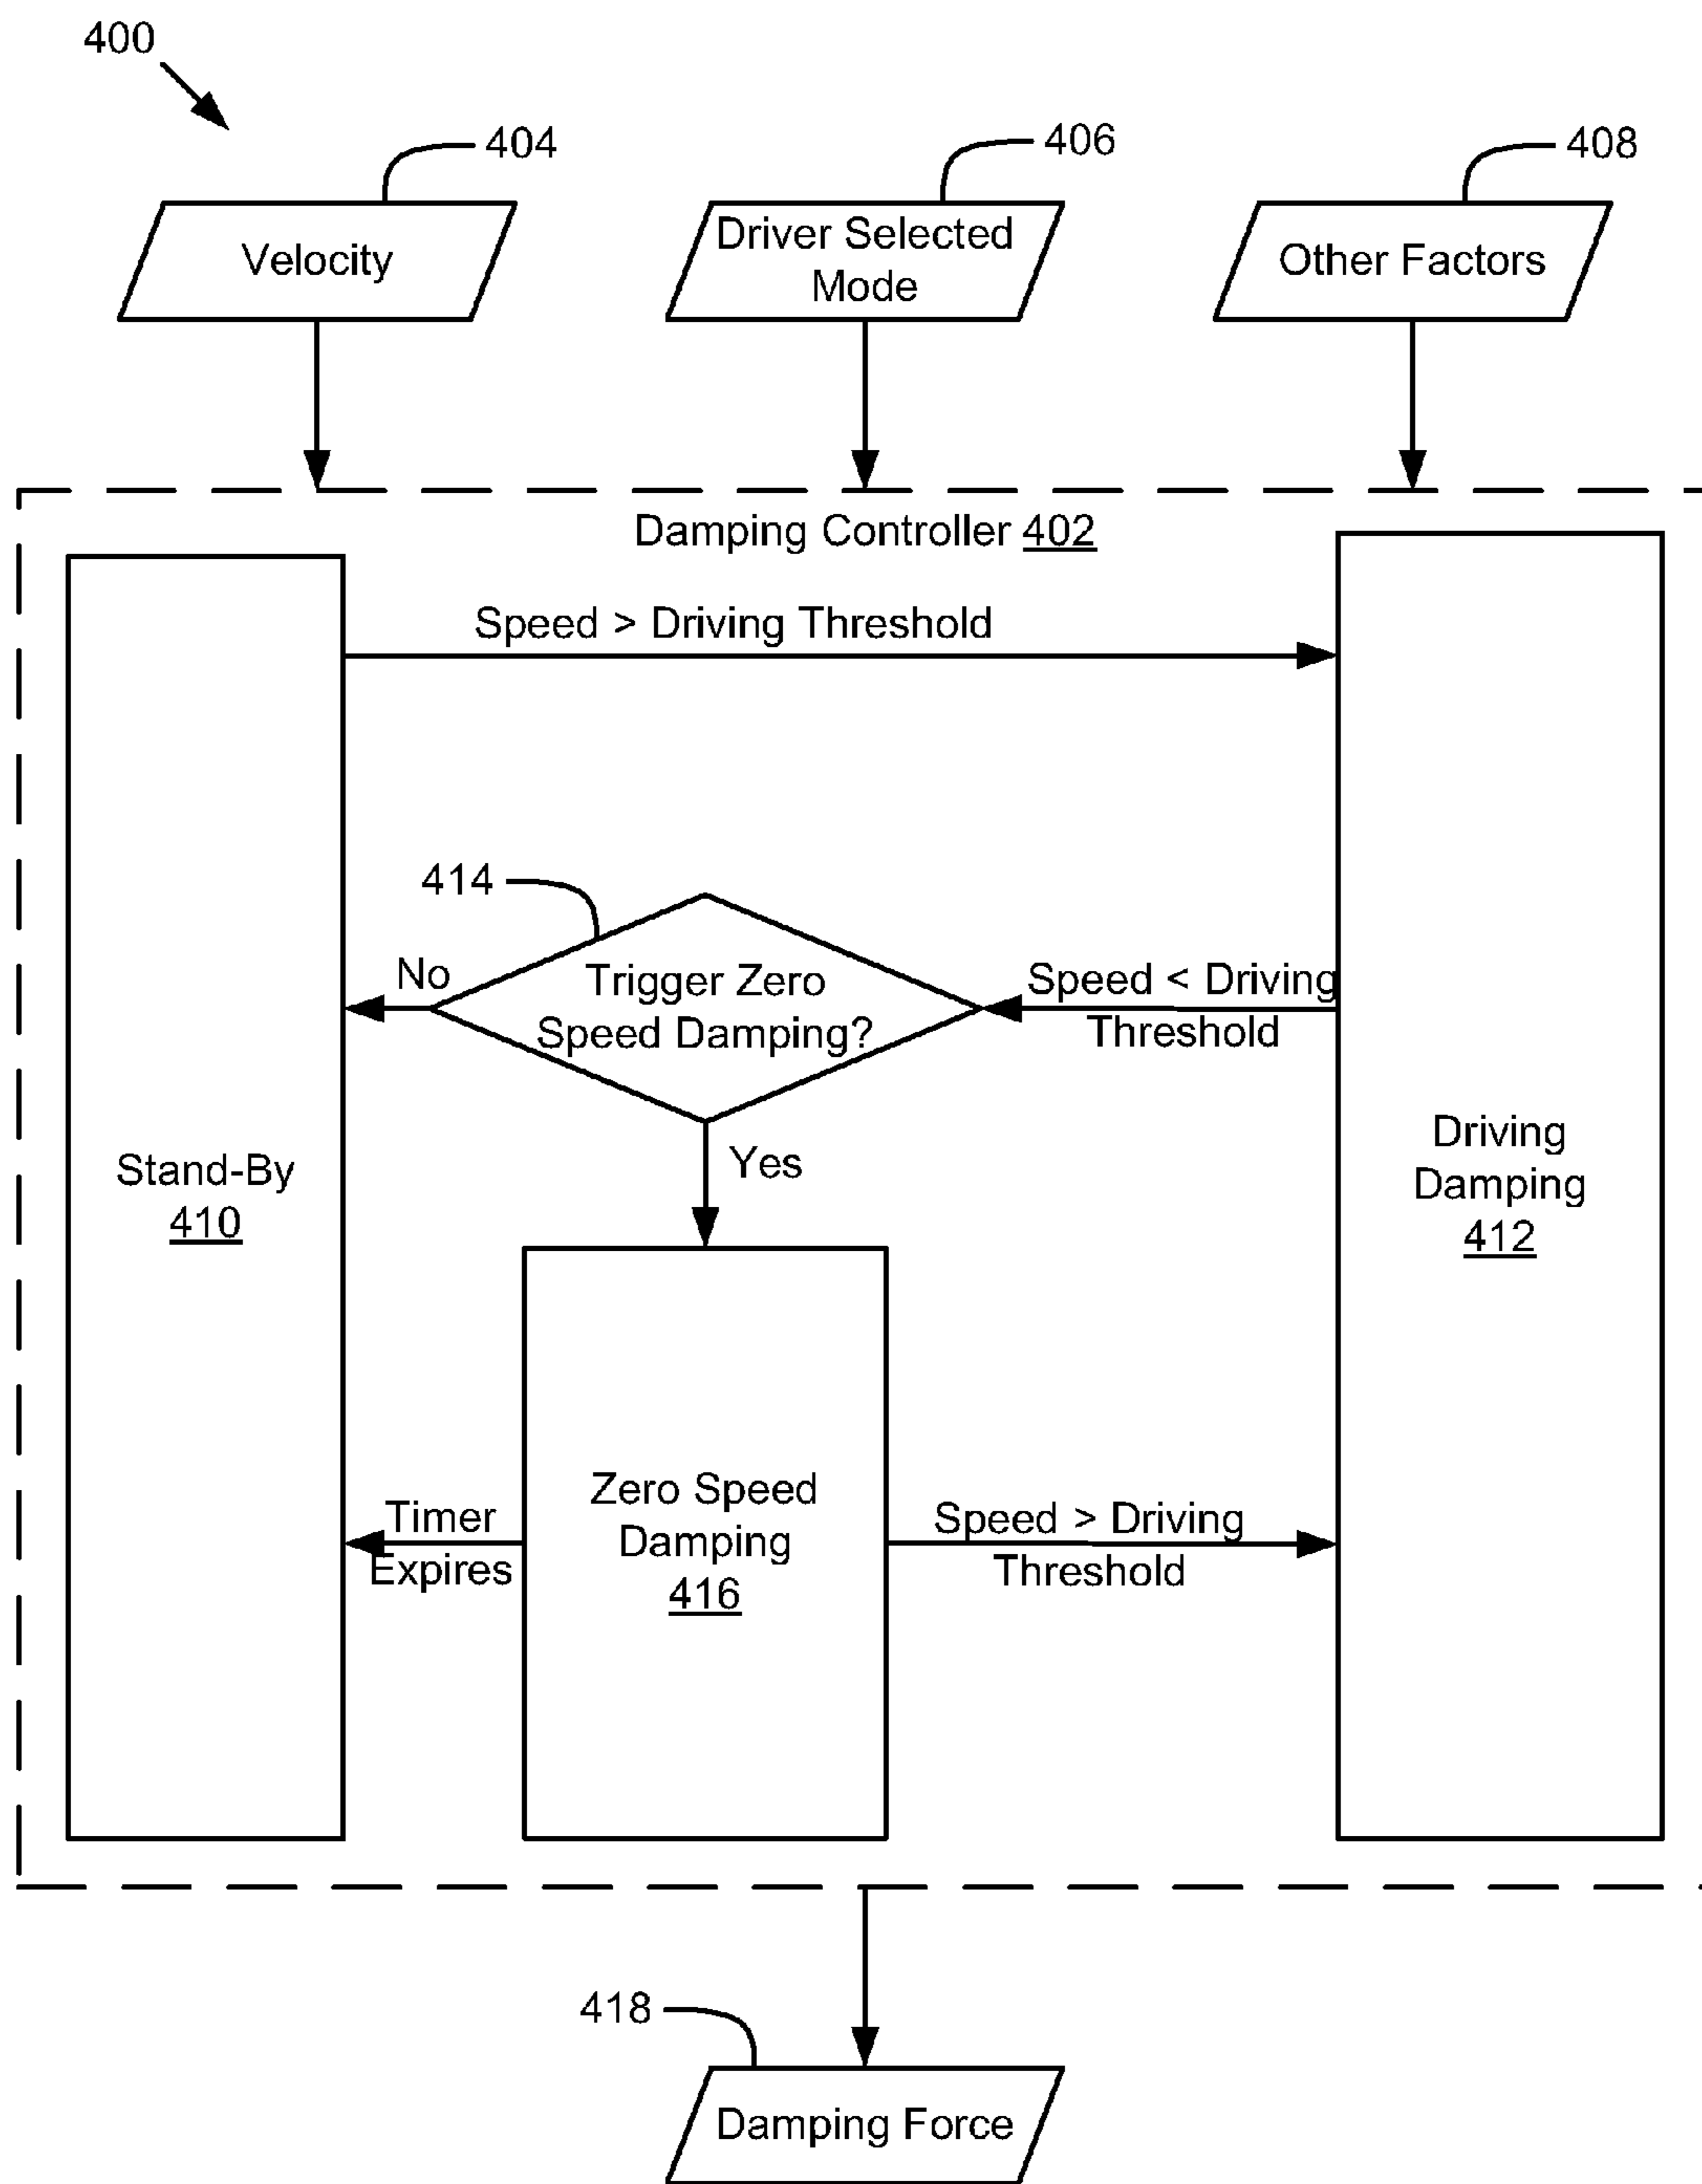 400
404
406
408
Velocity
Driver Selected
Mode
Other Factors
Damping Controller 402
Speed > Driving Threshold
414
No
Trigger Zero
Speed Damping?
Speed < Driving
Threshold
Yes
Stand-By
410
Driving
Damping
412
Zero Speed
Damping
416
Timer
Expires
Speed > Driving
Threshold
418
Damping Force